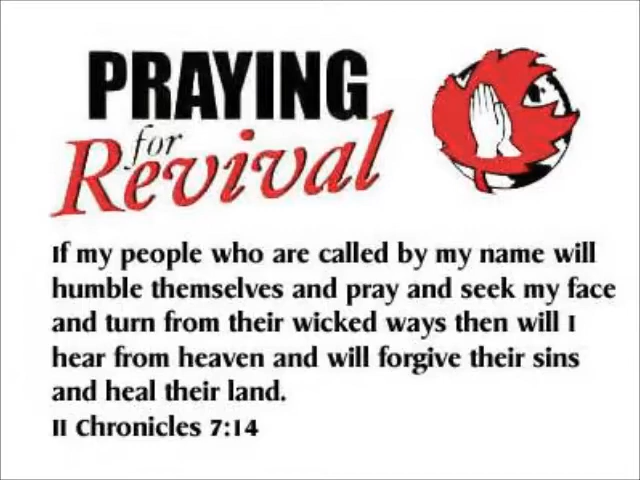 PRAYING
for
Revival
If my people who are called by my name will
humble themselves and pray and seek my face
and turn from their wicked ways then will I
hear from heaven and will forgive their sins
and heal their land.
II Chronicles 7:14